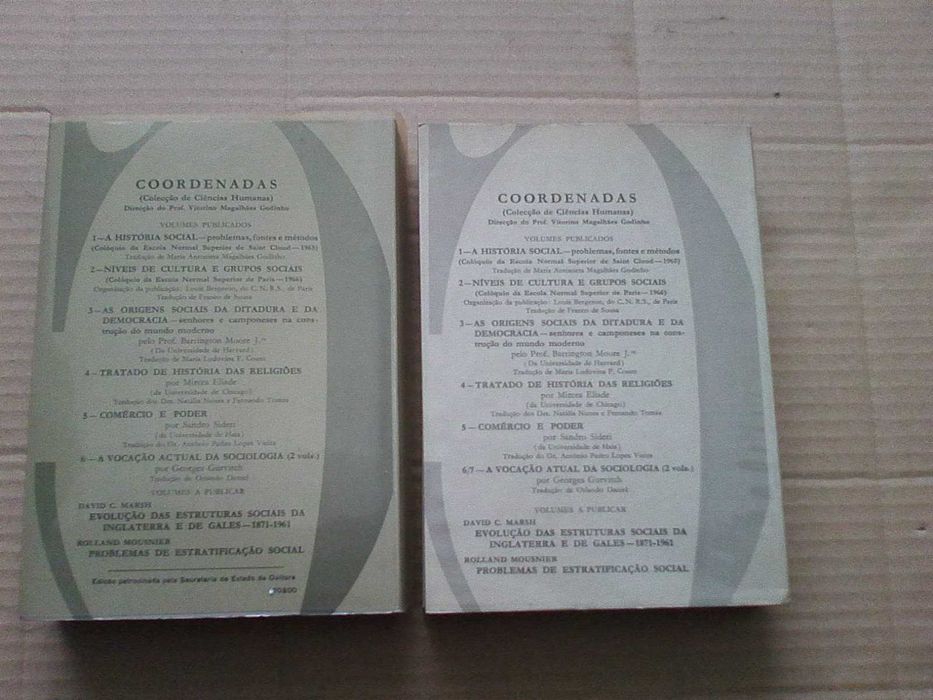 COORDENADAS
(Colecção de Ciências Humanas)
Direcção do Prof. Vitorino Magalhães Godinho
VOLUMES PUBLICADOS
1—A HISTÓRIA SOCIAL—problemas, fontes e métodos
(Colóquio da Escola Normal Superior de Saint Cloud—1965)
Tradução de Maria Antonieta Magalhães Godinho
2—NÍVEIS DE CULTURA E GRUPOS SOCIAIS
(Colóquio da Escola Normal Superior de Paris—1966)
Organização da publicação: Louis Bergeron, do C. N. R. S., de Paris
Tradução de Franco de Sousa
3—AS ORIGENS SOCIAIS DA DITADURA E DA
DEMOCRACIA—senhores e camponeses na cons-
trução do mundo moderno
pelo Prof. Barrington Moore J.ᵒʳ
(Da Universidade de Harvard)
Tradução de Maria Ludovina F. Couto
4—TRATADO DE HISTÓRIA DAS RELIGIÕES
por Mircea Eliade
(da Universidade de Chicago)
Tradução dos Drs. Natália Nunes e Fernando Tomás
5—COMÉRCIO E PODER
por Sandro Sideri
(da Universidade de Haia)
Tradução do Dr. António Pedro Lopes Vieira
6—A VOCAÇÃO ACTUAL DA SOCIOLOGIA (2 vols.)
por Georges Gurvitch
Tradução de Orlando Daniel
VOLUMES A PUBLICAR
DAVID C. MARSH
EVOLUÇÃO DAS ESTRUTURAS SOCIAIS DA
INGLATERRA E DE GALES—1871-1961
ROLLAND MOUSNIER
PROBLEMAS DE ESTRATIFICAÇÃO SOCIAL
Edição patrocinada pela Secretaria de Estado da Cultura
COORDENADAS
(Colecção de Ciências Humanas)
Direcção do Prof. Vitorino Magalhães Godinho
VOLUMES PUBLICADOS
1—A HISTÓRIA SOCIAL—problemas, fontes e métodos
(Colóquio da Escola Normal Superior de Saint Cloud—1965)
Tradução de Maria Antonieta Magalhães Godinho
2—NÍVEIS DE CULTURA E GRUPOS SOCIAIS
(Colóquio da Escola Normal Superior de Paris—1966)
Organização da publicação: Louis Bergeron, do C. N. R. S., de Paris
Tradução de Franco de Sousa
3—AS ORIGENS SOCIAIS DA DITADURA E DA
DEMOCRACIA—senhores e camponeses na cons-
trução do mundo moderno
pelo Prof. Barrington Moore J.ᵒʳ
(Da Universidade de Harvard)
Tradução de Maria Ludovina F. Couto
4—TRATADO DE HISTÓRIA DAS RELIGIÕES
por Mircea Eliade
(da Universidade de Chicago)
Tradução dos Drs. Natália Nunes e Fernando Tomás
5—COMÉRCIO E PODER
por Sandro Sideri
(da Universidade de Haia)
Tradução do Dr. António Pedro Lopes Vieira
6/7—A VOCAÇÃO ATUAL DA SOCIOLOGIA (2 vols.)
por Georges Gurvitch
Tradução de Orlando Daniel
VOLUMES A PUBLICAR
DAVID C. MARSH
EVOLUÇÃO DAS ESTRUTURAS SOCIAIS DA
INGLATERRA E DE GALES—1871-1961
ROLLAND MOUSNIER
PROBLEMAS DE ESTRATIFICAÇÃO SOCIAL